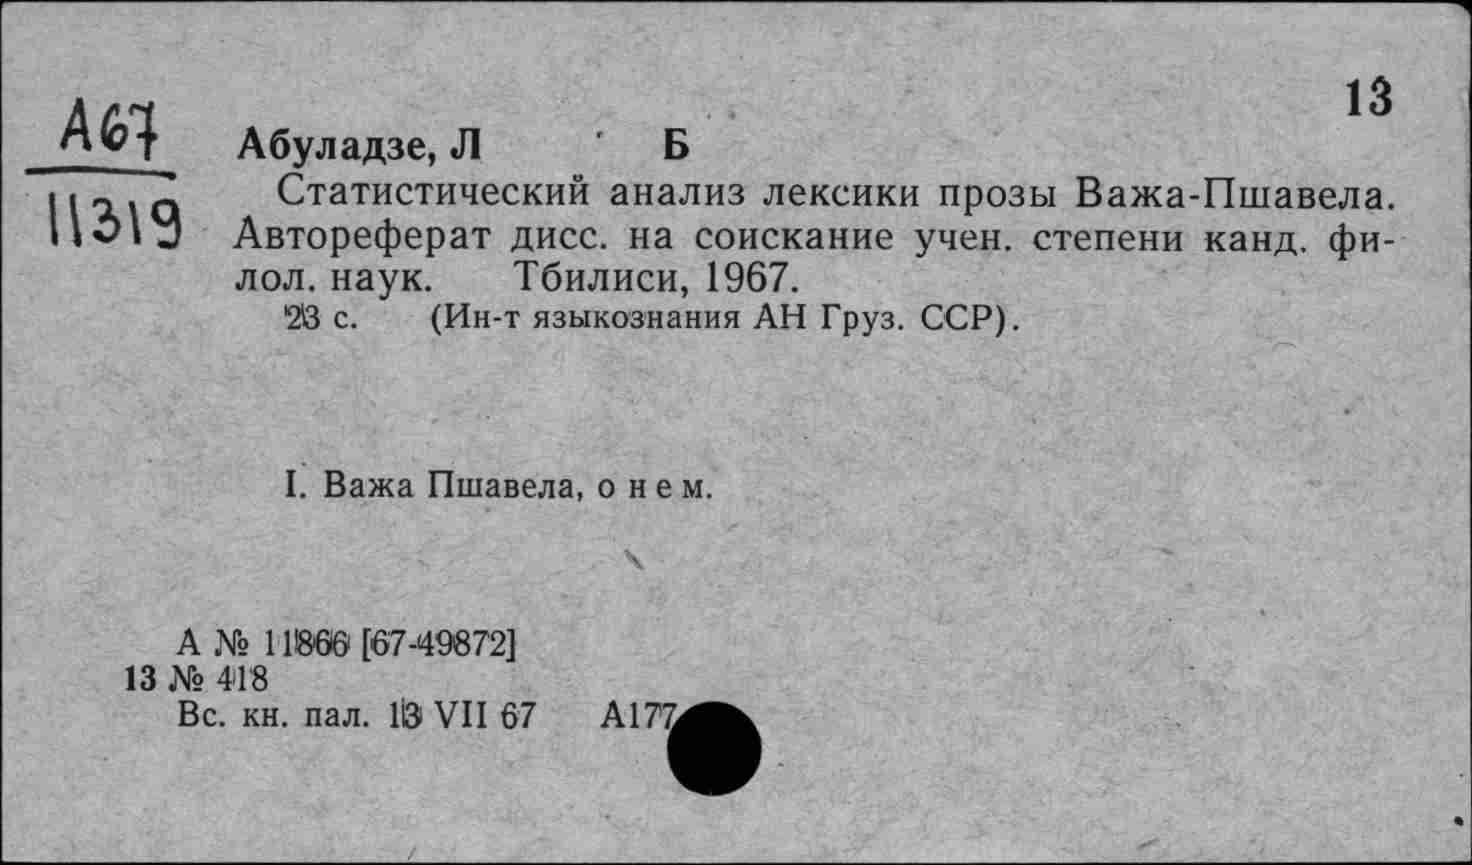 13
А67
11319
Абуладзе, Л Б
Статистический анализ лексики прозы Важа-Пшавела.
Автореферат дисс. на соискание учен. степени канд. фи-
лол. наук. Тбилиси, 1967.
23 с. (Ин-т языкознания АН Груз. ССР).
I. Важа Пшавела, о нем.
А № 11866 [67-49872]
13 № 418
Вс. кн. пал. 13 VII 67 А177